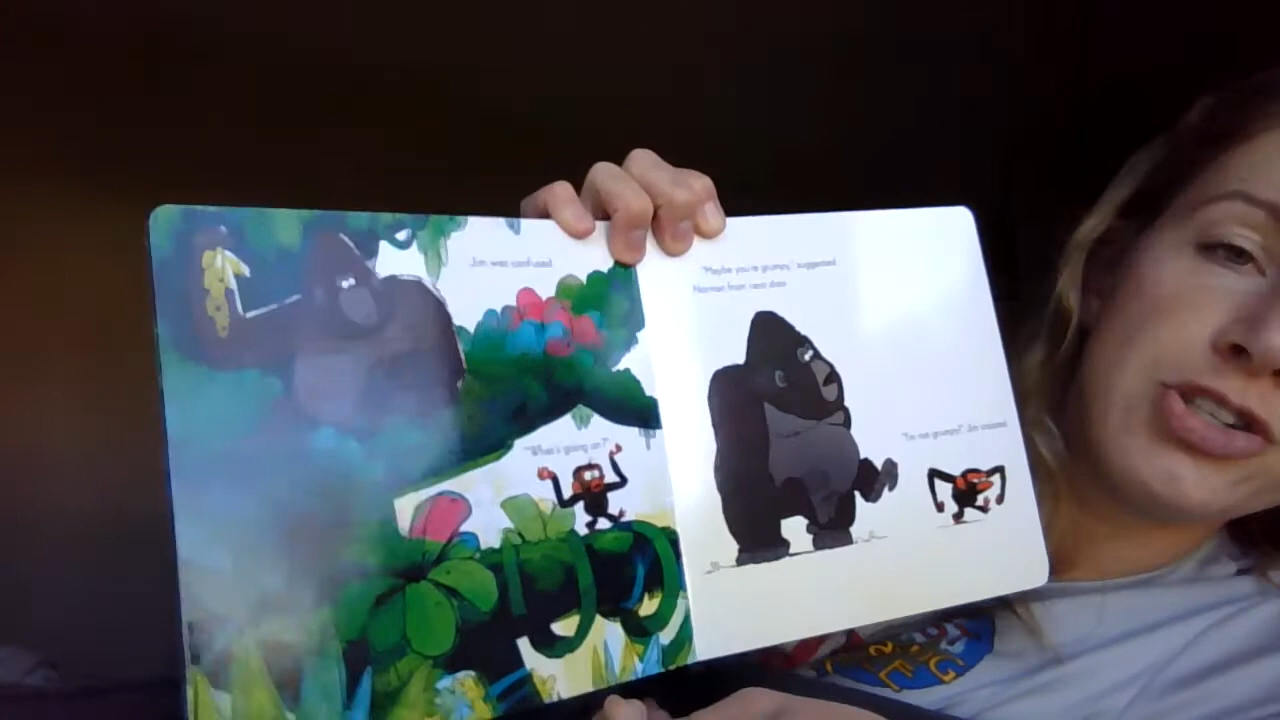 Jim was confused.
"What's going on?"
"Maybe you're grumpy," suggested
Norman from next door.
"I'm not grumpy!" Jim insisted.